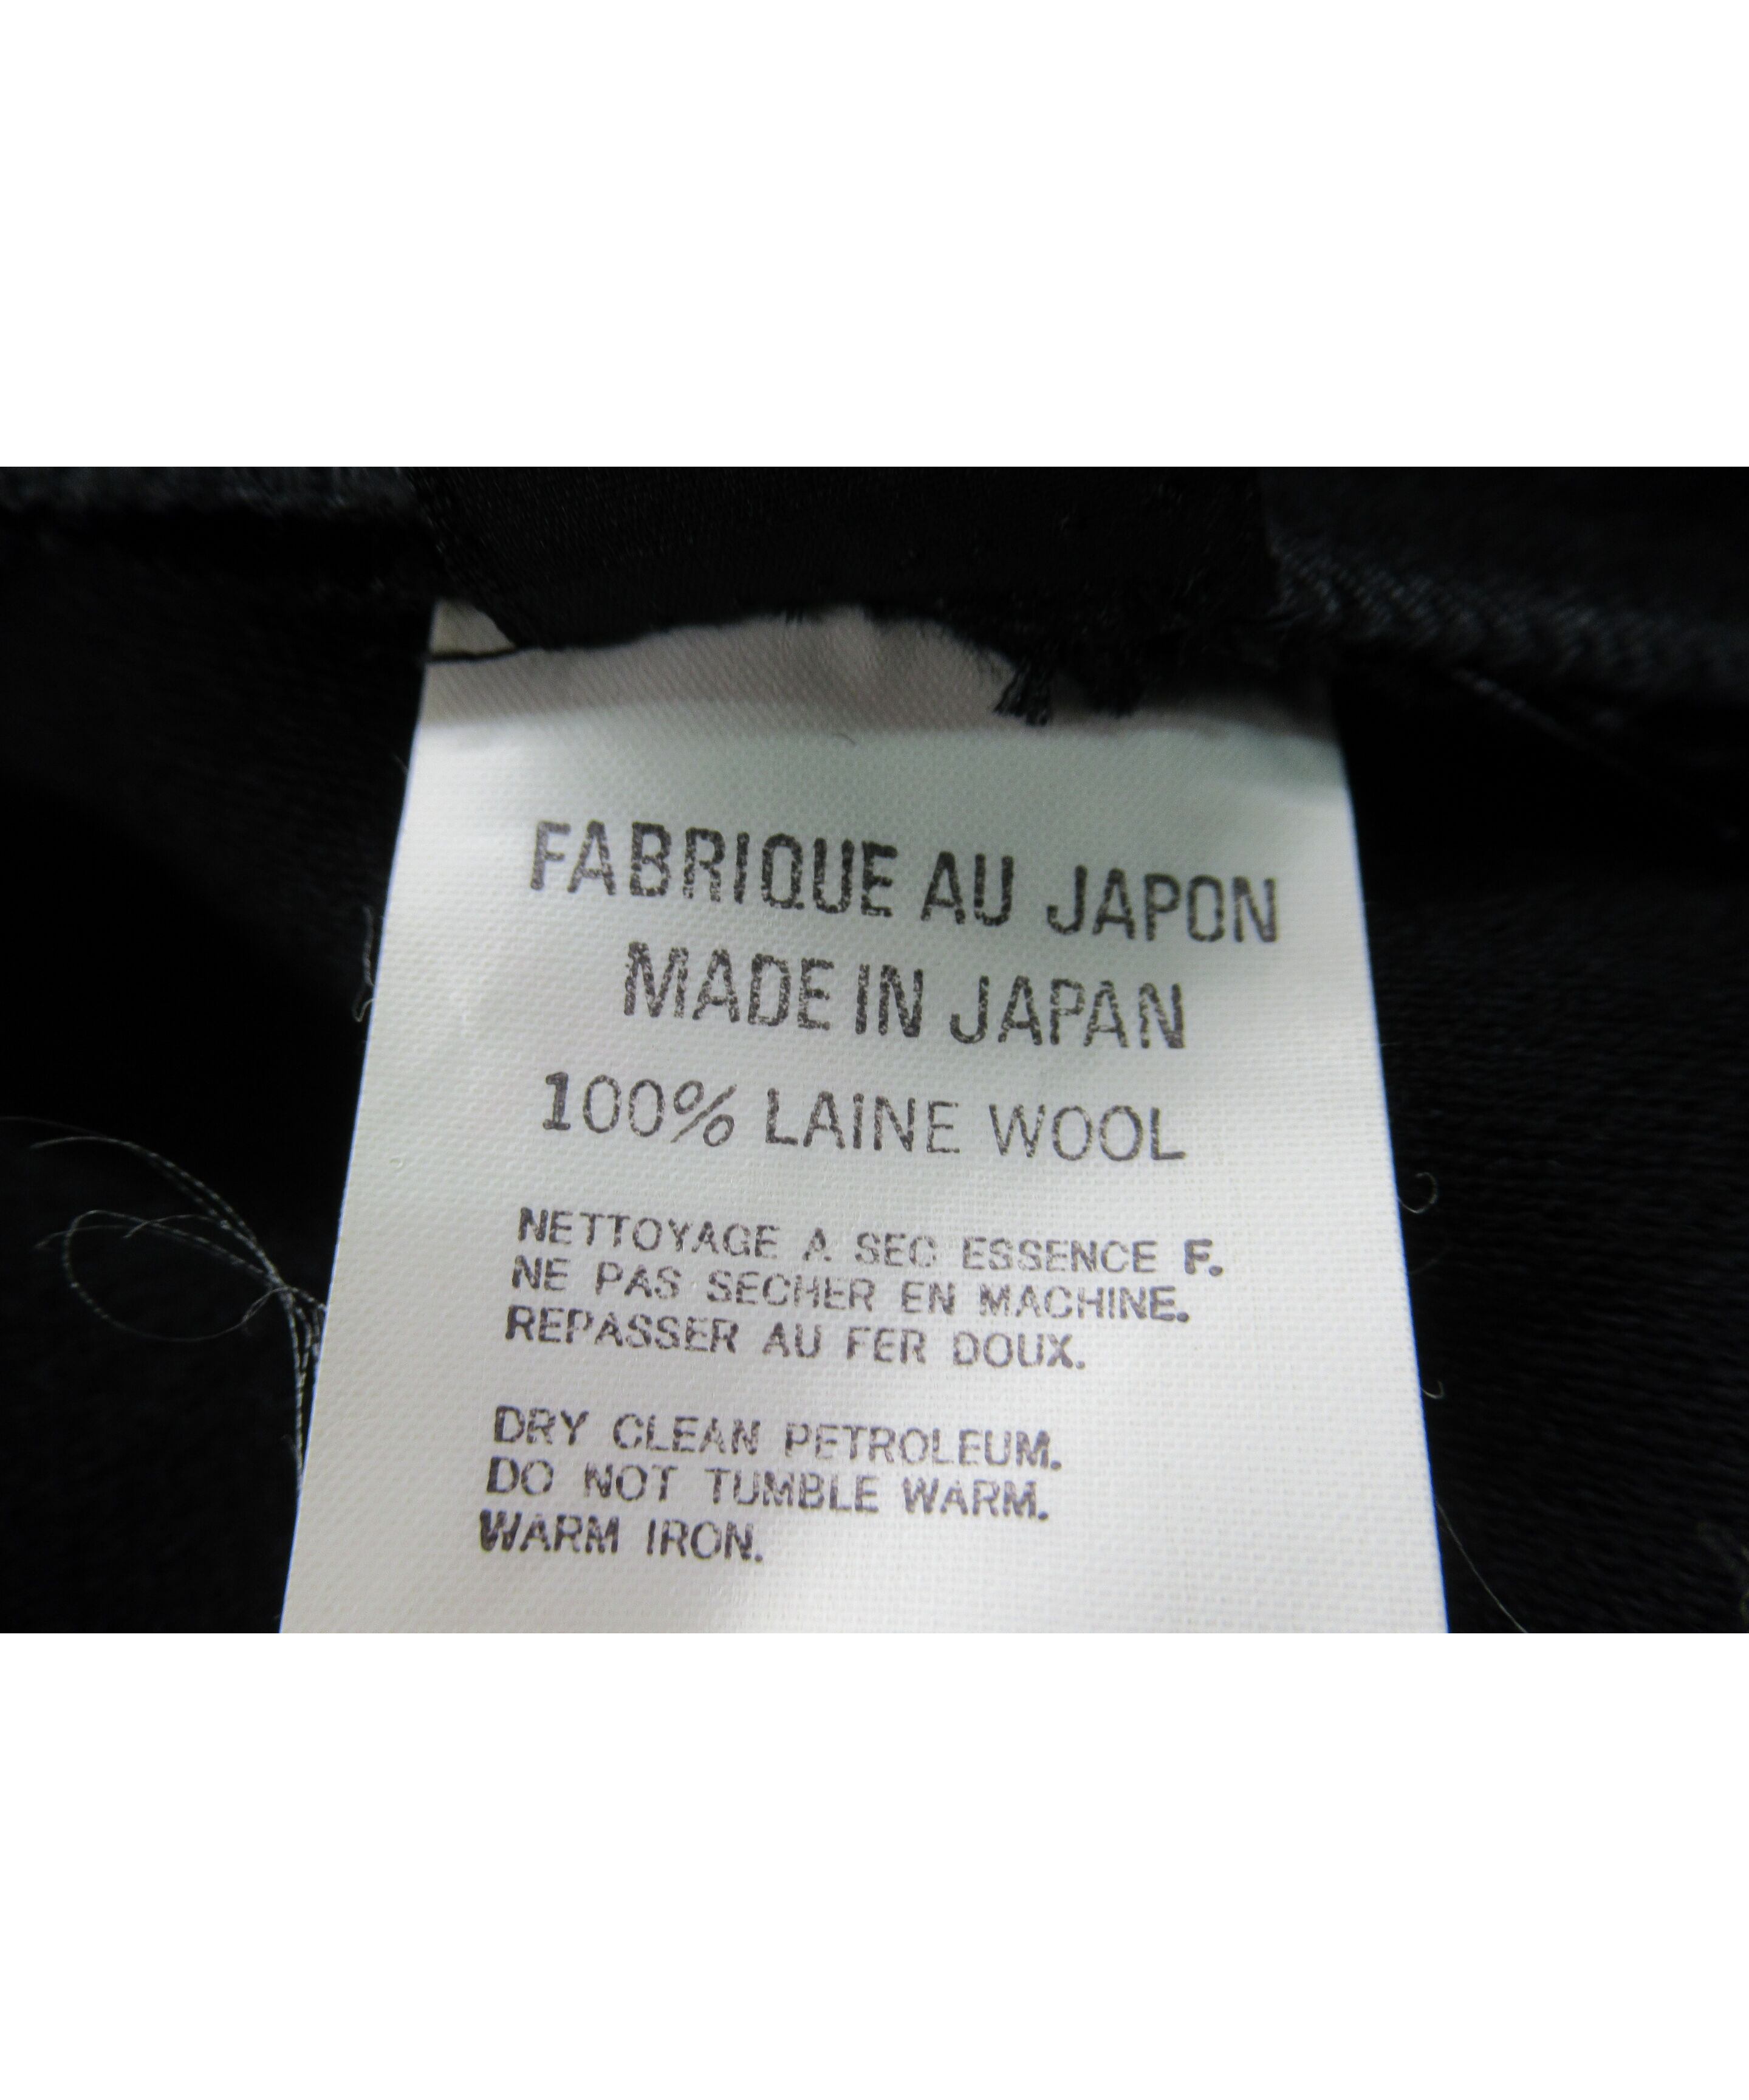 FABRIQUE AU JAPON
MADE IN JAPAN
100% LAINE WOOL
NETTOYAGE A SEC ESSENCE F.
NE PAS SECHER EN MACHINE.
REPASSER AU FER DOUX.
DRY CLEAN PETROLEUM.
DO NOT TUMBLE WARM.
WARM IRON.